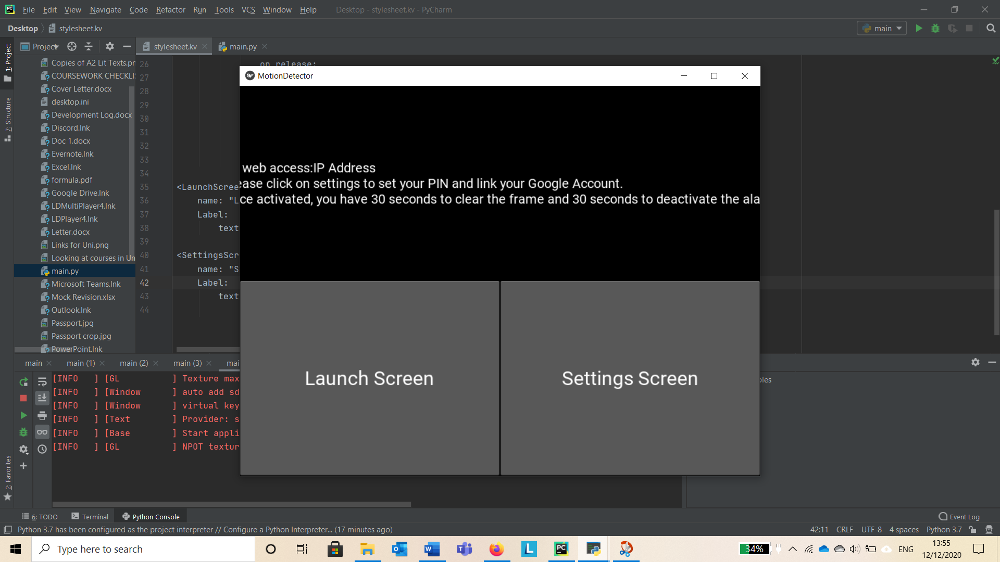 File Edit View Navigate Code Refactor Run Tools VCS Window Help Desktop - stylesheet.kv - PyCharm
Desktop stylesheet.kv main
1: Project
7: Structure
2: Favorites
Project stylesheet.kv main.py
Copies of A2 Lit Texts.pn
COURSEWORK CHECKLI
Cover Letter.docx
desktop.ini
Development Log.docx
Discord.lnk
Doc 1.docx
Evernote.lnk
Excel.lnk
formula.pdf
Google Drive.lnk
LDMultiPlayer4.lnk
LDPlayer4.lnk
Letter.docx
Links for Uni.png
Looking at courses in Un
main.py
Microsoft Teams.lnk
Mock Revision.xlsx
Outlook.lnk
Passport.jpg
Passport crop.jpg
PowerPoint.lnk
26 on_release:
27
28
29
30
31
32
33
34
35 <LaunchScree
36 name: "L
37 Label:
38 text
39
40 <SettingsScr
41 name: "S
42 Label:
43 text
44
MotionDetector
web access:IP Address
ease click on settings to set your PIN and link your Google Account.
ce activated, you have 30 seconds to clear the frame and 30 seconds to deactivate the ala
Launch Screen Settings Screen
main main (1) main (2) main (3) mai
[INFO ] [GL ] Texture max
[INFO ] [Window ] auto add sd
[INFO ] [Window ] virtual key
[INFO ] [Text ] Provider: s
[INFO ] [Base ] Start appli
[INFO ] [GL ] NPOT textur
bles
6: TODO Terminal Python Console Event Log
Python 3.7 has been configured as the project interpreter // Configure a Python Interpreter... (17 minutes ago) 42:11 CRLF UTF-8 4 spaces Python 3.7
Type here to search 34% ENG 13:55
12/12/2020